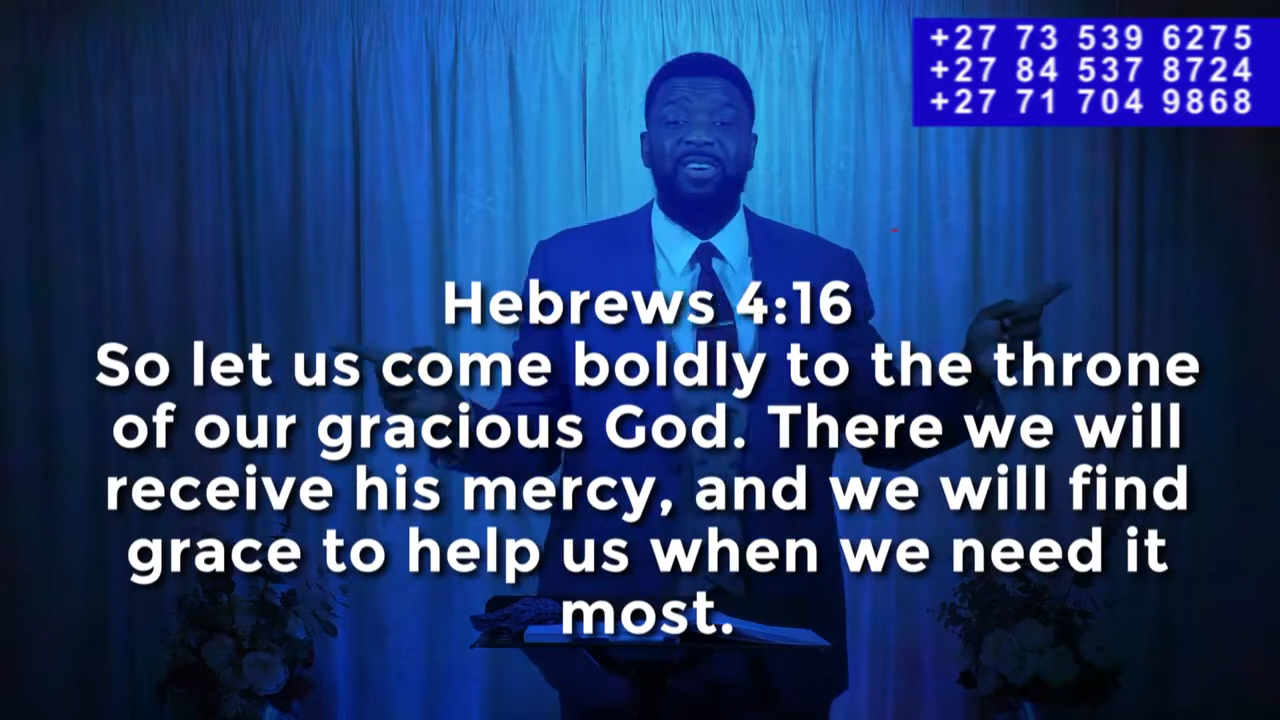 +27 73 539 6275
+27 84 537 8724
+27 71 704 9868
Hebrews 4:16
So let us come boldly to the throne
of our gracious God. There we will
receive his mercy, and we will find
grace to help us when we need it
most.